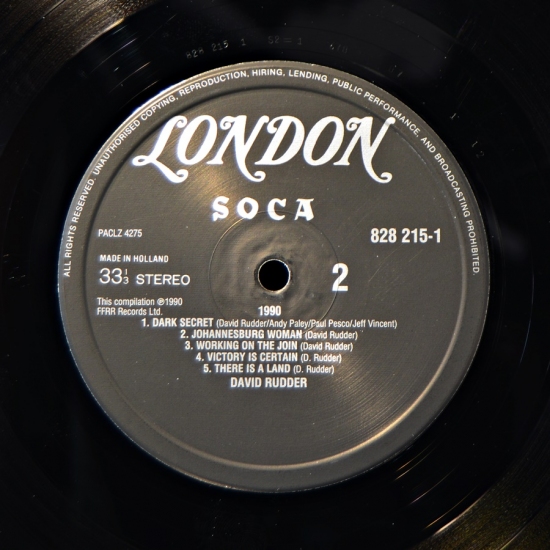 ALL RIGHTS RESERVED. UNAUTHORISED COPYING, REPRODUCTION, HIRING, LENDING, PUBLIC PERFORMANCE, AND BROADCASTING PROHIBITED.
LONDON
SOCA
PACLZ 4275
828 215-1
MADE IN HOLLAND
33 1/3 STEREO
2
This compilation ℗1990
FFRR Records Ltd.
1990
1. DARK SECRET (David Rudder/Andy Paley/Paul Pesco/Jeff Vincent)
2. JOHANNESBURG WOMAN (David Rudder)
3. WORKING ON THE JOIN (David Rudder)
4. VICTORY IS CERTAIN (D. Rudder)
5. THERE IS A LAND (D. Rudder)
DAVID RUDDER